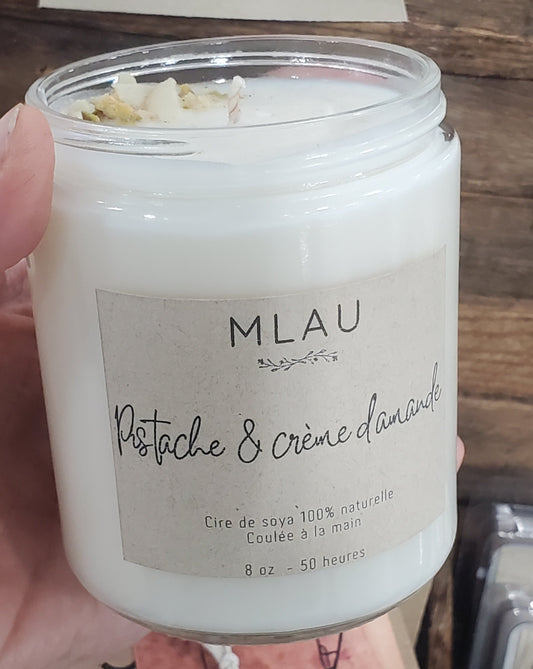 MLAU
Pistache & crème d'amande
Cire de soya 100% naturelle
Coulée à la main
8 oz - 50 heures